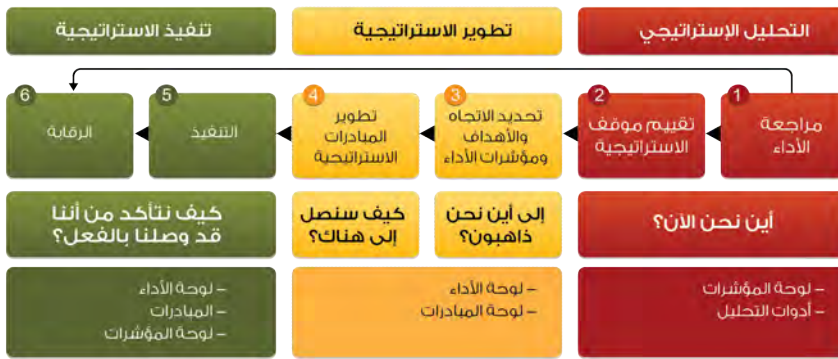 التحليل الإستراتيجي
تطوير الاستراتيجية
تنفيذ الاستراتيجية
1
مراجعة
الأداء
2
تقييم موقف
الاستراتيجية
3
تحديد الاتجاه
والأهداف
ومؤشرات الأداء
4
تطوير
المبادرات
الاستراتيجية
5
التنفيذ
6
الرقابة
أين نحن الآن؟
إلى أين نحن
ذاهبون؟
كيف سنصل
إلى هناك؟
كيف نتأكد من أننا
قد وصلنا بالفعل؟
– لوحة المؤشرات
– أدوات التحليل
– لوحة الأداء
– لوحة المبادرات
– لوحة الأداء
– المبادرات
– لوحة المؤشرات